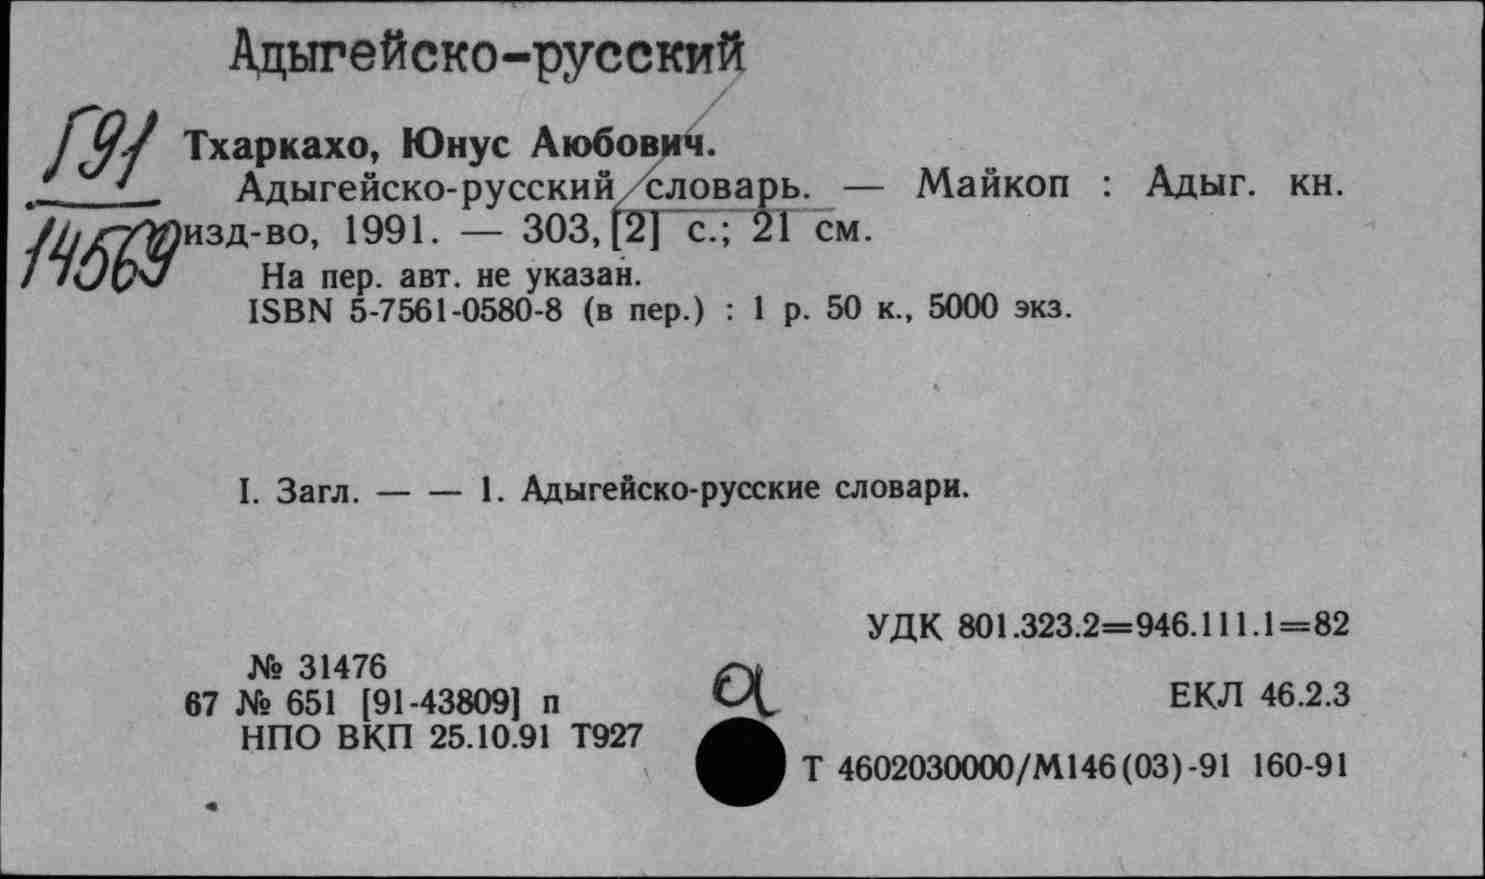 Адыгейско-русский
Г91
14569
Тхаркахо, Юнус Аюбович.
Адыгейско-русский словарь. — Майкоп : Адыг. кн.
изд-во, 1991. — 303, [2] с.; 21 см.
На пер. авт. не указан.
ISBN 5-7561-0580-8 (в пер.) : 1 р. 50 к., 5000 экз.
I. Загл. — — 1. Адыгейско-русские словари.
УДК 801.323.2=946.111.1=82
№ 31476
67 № 651 [91-43809] п
НПО ВКП 25.10.91 Т927
ЕКЛ 46.2.3
Т 4602030000/М146(03)-91 160-91